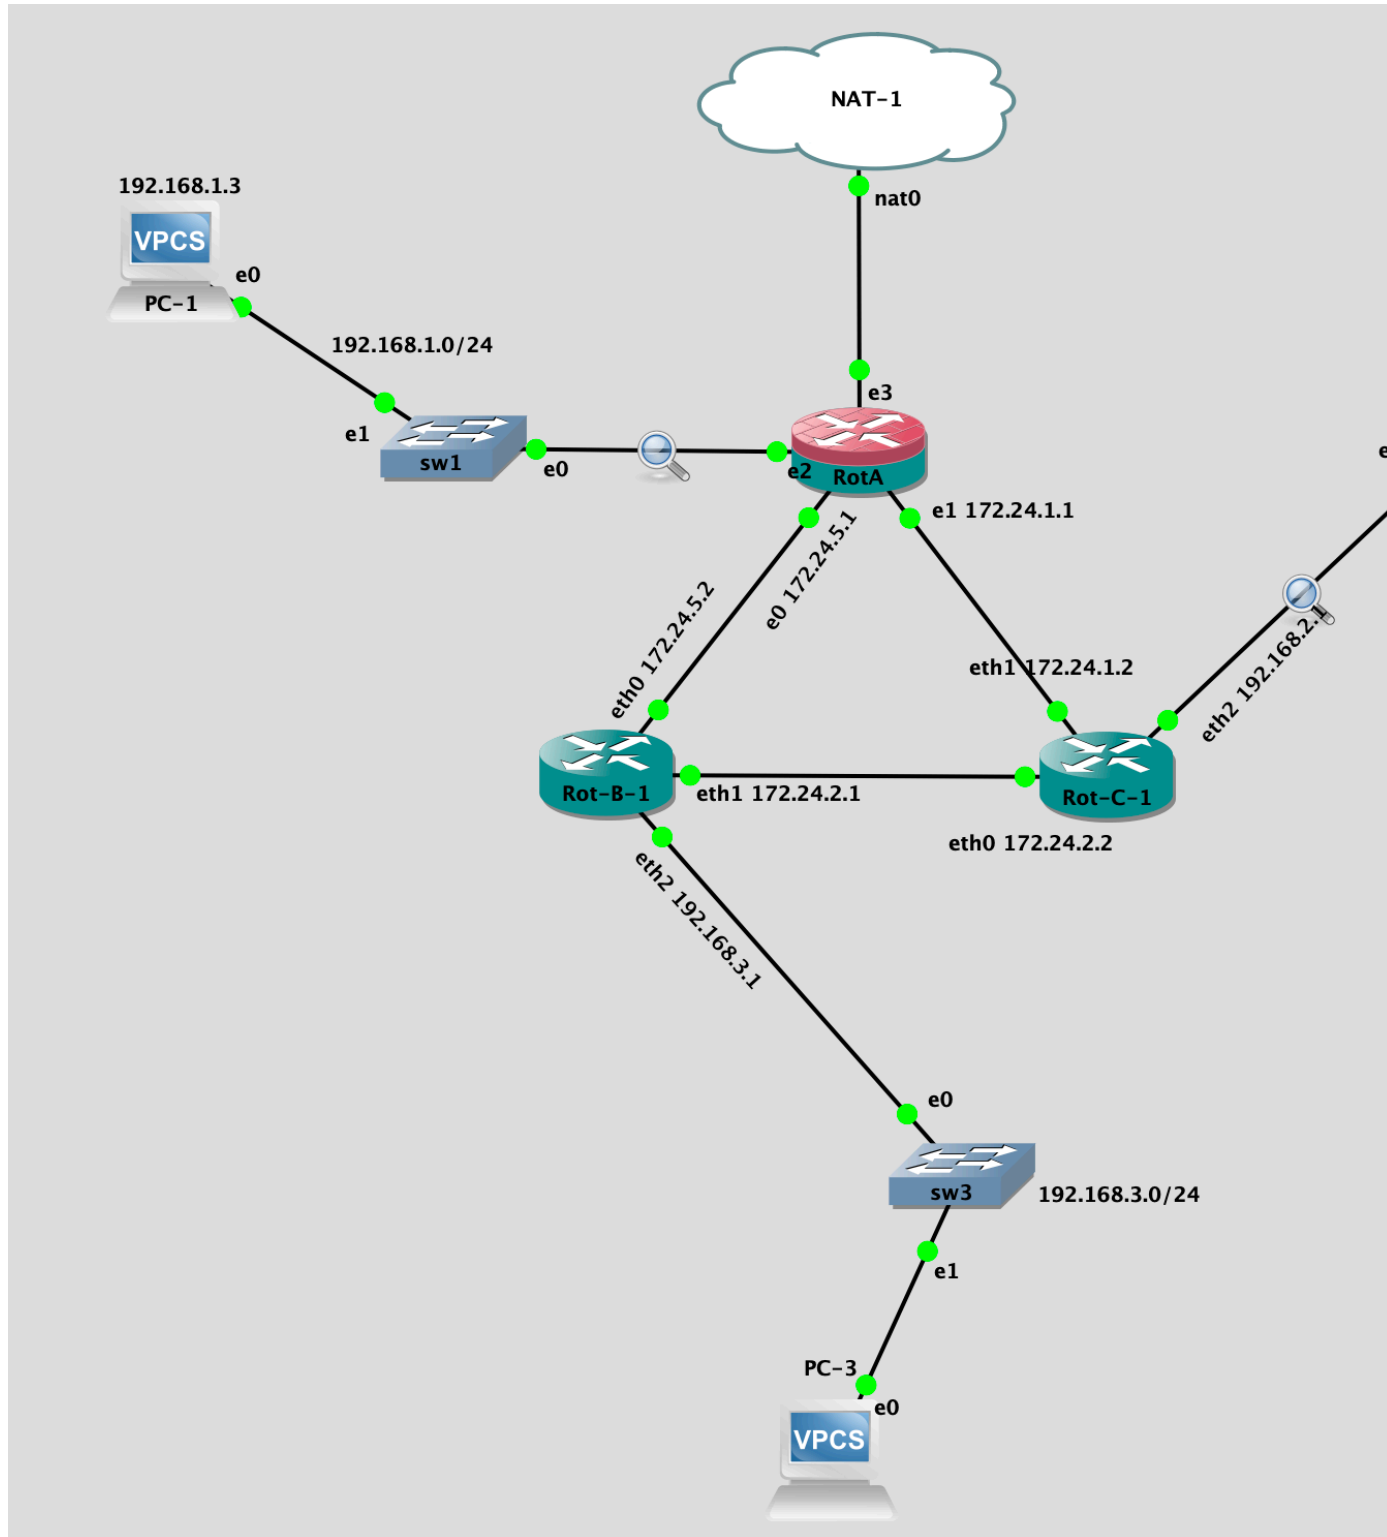 NAT-1
nat0
192.168.1.3
VPCS
e0
PC-1
192.168.1.0/24
e1
sw1
e0
e3
e2
RotA
e1 172.24.1.1
e0 172.24.5.1
eth0 172.24.5.2
eth1 172.24.1.2
eth2 192.168.2.1
e
Rot-B-1
eth1 172.24.2.1
Rot-C-1
eth0 172.24.2.2
eth2 192.168.3.1
e0
sw3
192.168.3.0/24
e1
PC-3
e0
VPCS